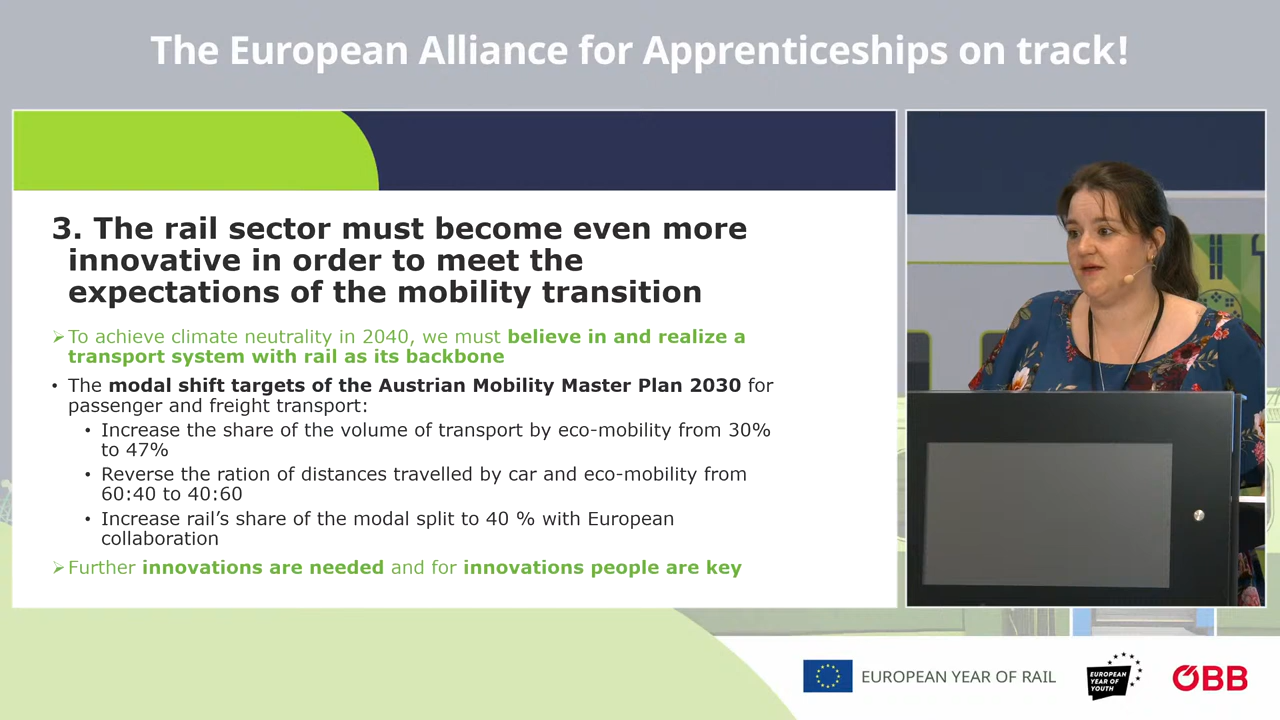 The European Alliance for Apprenticeships on track!
3. The rail sector must become even more
innovative in order to meet the
expectations of the mobility transition
➢To achieve climate neutrality in 2040, we must believe in and realize a
transport system with rail as its backbone
• The modal shift targets of the Austrian Mobility Master Plan 2030 for
passenger and freight transport:
• Increase the share of the volume of transport by eco-mobility from 30%
to 47%
• Reverse the ration of distances travelled by car and eco-mobility from
60:40 to 40:60
• Increase rail’s share of the modal split to 40 % with European
collaboration
➢Further innovations are needed and for innovations people are key
EUROPEAN YEAR OF RAIL
EUROPEAN
YEAR OF
YOUTH
ÖBB